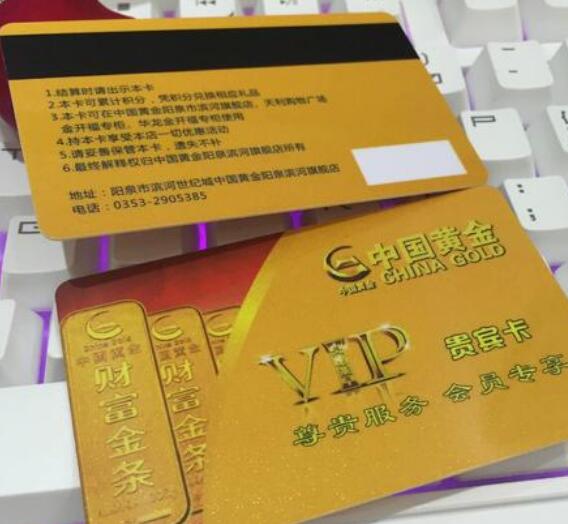 1.结算时请出示本卡
2.本卡可累计积分，凭积分兑换相应礼品
3.本卡可在中国黄金阳泉市滨河旗舰店、天利购物广场
金开福专柜、华龙金开福专柜使用
4.持本卡享受本店一切优惠活动
5.请妥善保管本卡，遗失不补
6.最终解释权归中国黄金阳泉滨河旗舰店所有
地址：阳泉市滨河世纪城中国黄金阳泉滨河旗舰店
电话：0353-2905385
中国黄金
CHINA GOLD
中国黄金
VIP
贵宾卡
尊贵服务 会员专享
中国黄金
财富金条
财富金条
P